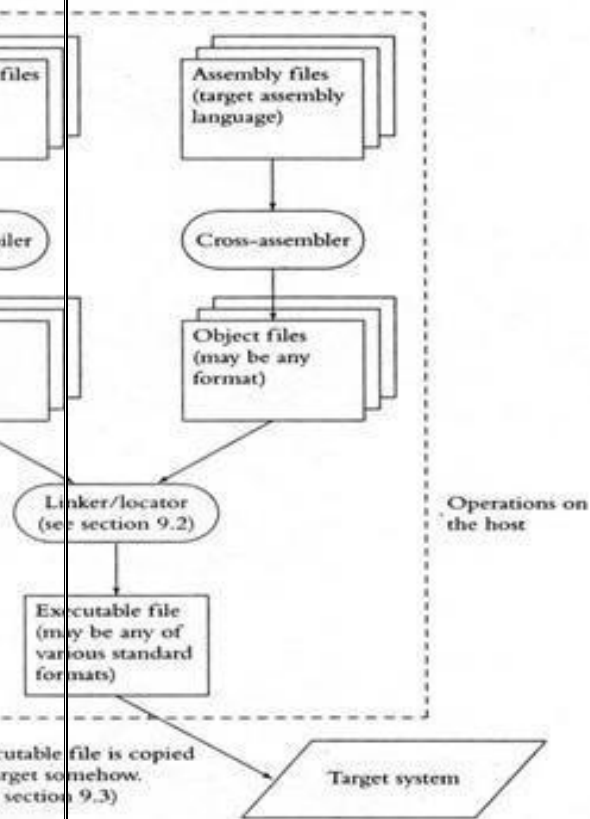 files
Assembly files
(target assembly
language)
iler
Cross-assembler
Object files
(may be any
format)
Linker/locator
(see section 9.2)
Operations on
the host
Executable file
(may be any of
various standard
formats)
cutable file is copied
rget somehow.
section 9.3)
Target system